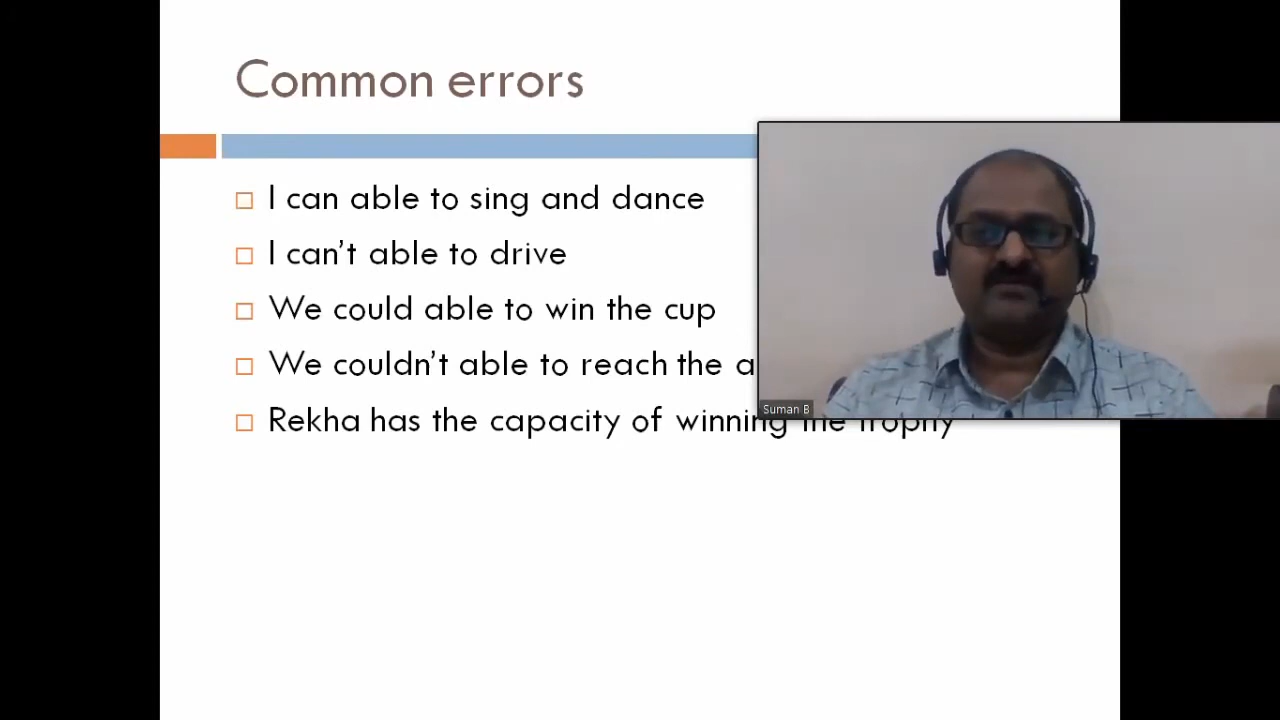 Common errors
I can able to sing and dance
I can't able to drive
We could able to win the cup
We couldn't able to reach the
Suman B
Rekha has the capacity of winning the trophy